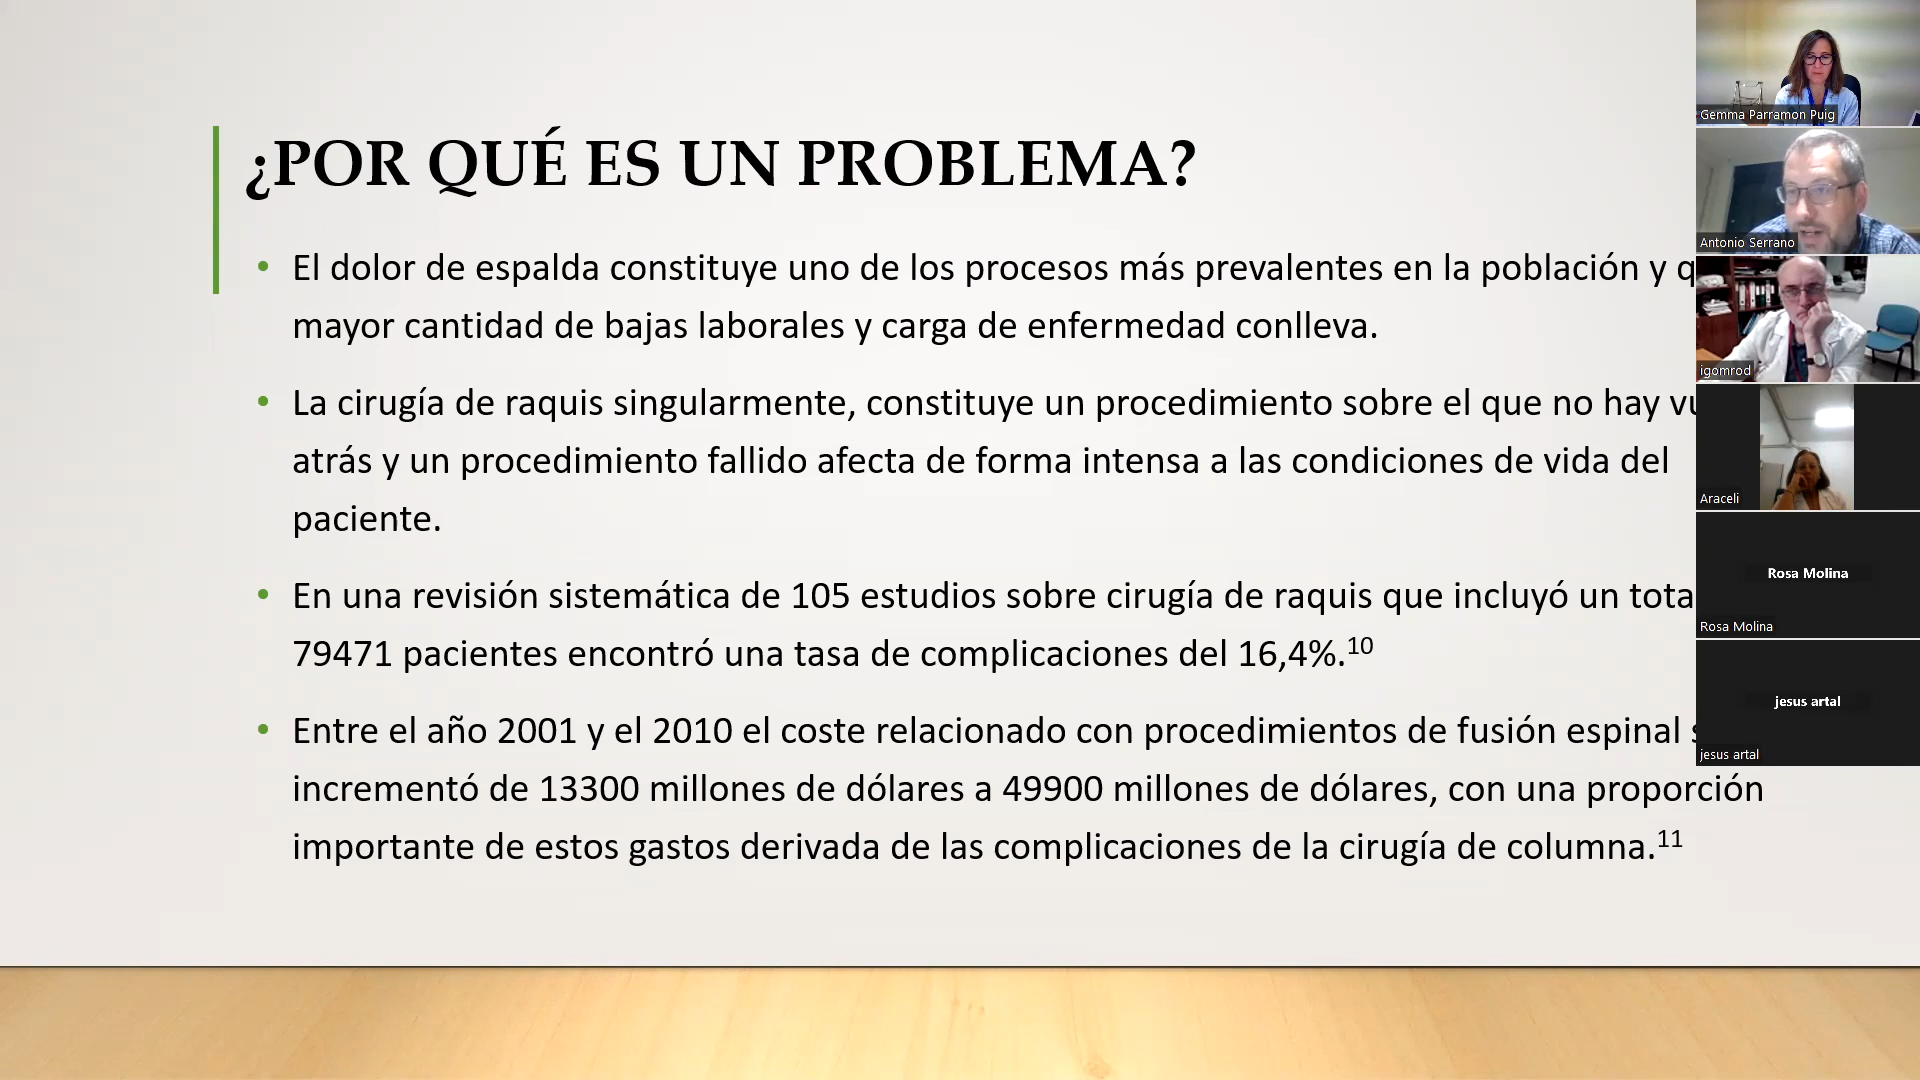 ¿POR QUÉ ES UN PROBLEMA?
• El dolor de espalda constituye uno de los procesos más prevalentes en la población y
mayor cantidad de bajas laborales y carga de enfermedad conlleva.
• La cirugía de raquis singularmente, constituye un procedimiento sobre el que no hay
atrás y un procedimiento fallido afecta de forma intensa a las condiciones de vida del
paciente.
• En una revisión sistemática de 105 estudios sobre cirugía de raquis que incluyó un
79471 pacientes encontró una tasa de complicaciones del 16,4%.¹⁰
• Entre el año 2001 y el 2010 el coste relacionado con procedimientos de fusión espinal
incrementó de 13300 millones de dólares a 49900 millones de dólares, con una proporción
importante de estos gastos derivada de las complicaciones de la cirugía de columna.¹¹
Gemma Parramon Puig
Antonio Serrano
igomrod
Araceli
Rosa Molina
Rosa Molina
jesus artal
jesus artal